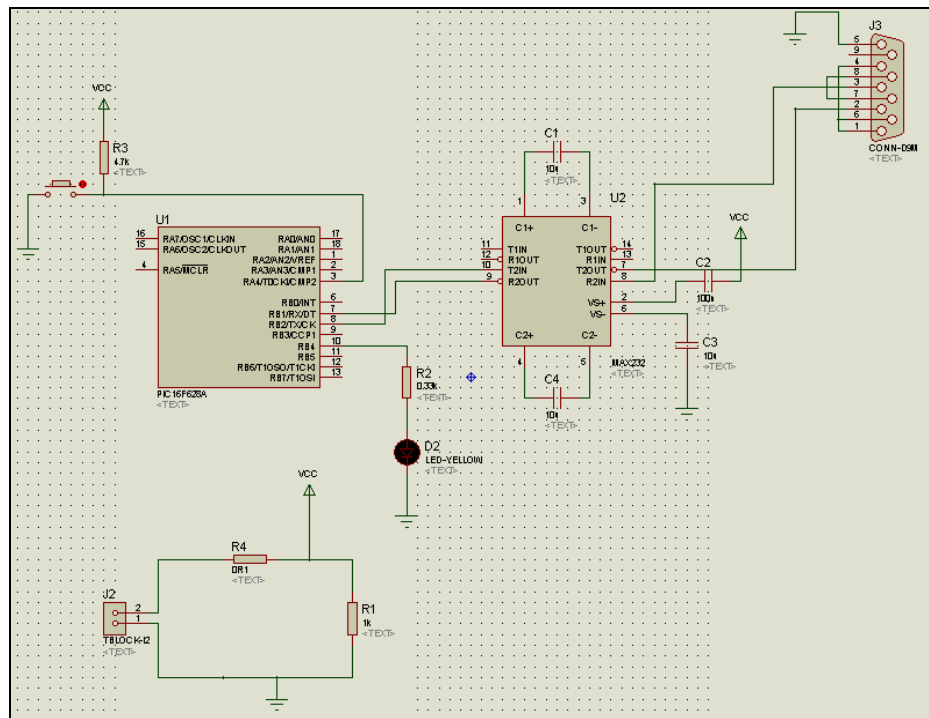 J3
5
9
4
8
3
7
2
6
1
CONN-D9M
<TEXT>
VCC
R3
4.7k
<TEXT>
C1
10u
<TEXT>
U2
1
3
C1+
C1-
11
T1IN
T1OUT
14
12
R1OUT
R1IN
13
10
T2IN
T2OUT
7
9
R2OUT
R2IN
8
VS+
2
VS-
6
C2+
C2-
4
5
MAX232
<TEXT>
VCC
C2
100u
<TEXT>
C3
10u
<TEXT>
C4
10u
<TEXT>
U1
16
RA7/OSC1/CLKIN
RA0/AN0
17
15
RA6/OSC2/CLKOUT
RA1/AN1
18
RA2/AN2/VREF
1
4
RA5/MCLR
RA3/AN3/CMP1
2
RA4/T0CKI/CMP2
3
RB0/INT
6
RB1/RX/DT
7
RB2/TX/CK
8
RB3/CCP1
9
RB4
10
RB5
11
RB6/T1OSO/T1CKI
12
RB7/T1OSI
13
PIC16F628A
<TEXT>
R2
0.33k
<TEXT>
D2
LED-YELLOW
<TEXT>
VCC
R4
0R1
<TEXT>
J2
2
1
TBLOCK-I2
<TEXT>
R1
1k
<TEXT>